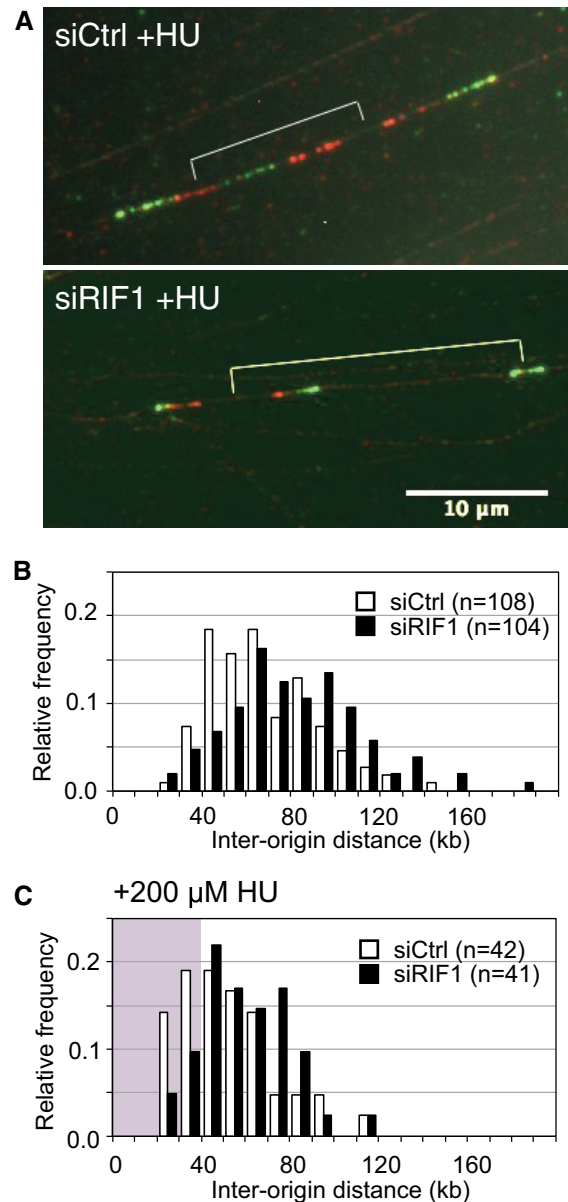 A
siCtrl +HU
siRIF1 +HU
10 µm
B
0.2
0.1
0.0
Relative frequency
siCtrl (n=108)
siRIF1 (n=104)
0 40 80 120 160
Inter-origin distance (kb)
C
+200 µM HU
0.2
0.1
0.0
Relative frequency
siCtrl (n=42)
siRIF1 (n=41)
0 40 80 120 160
Inter-origin distance (kb)